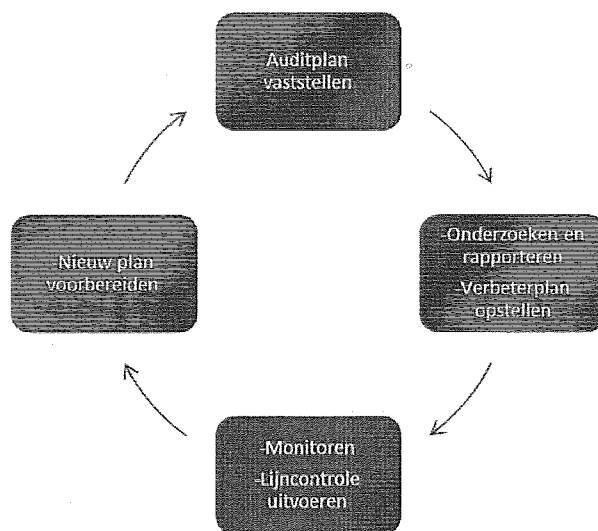 Auditplan
vaststellen
-Onderzoeken en
rapporteren
-Verbeterplan
opstellen
-Monitoren
-Lijncontrole
uitvoeren
-Nieuw plan
voorbereiden